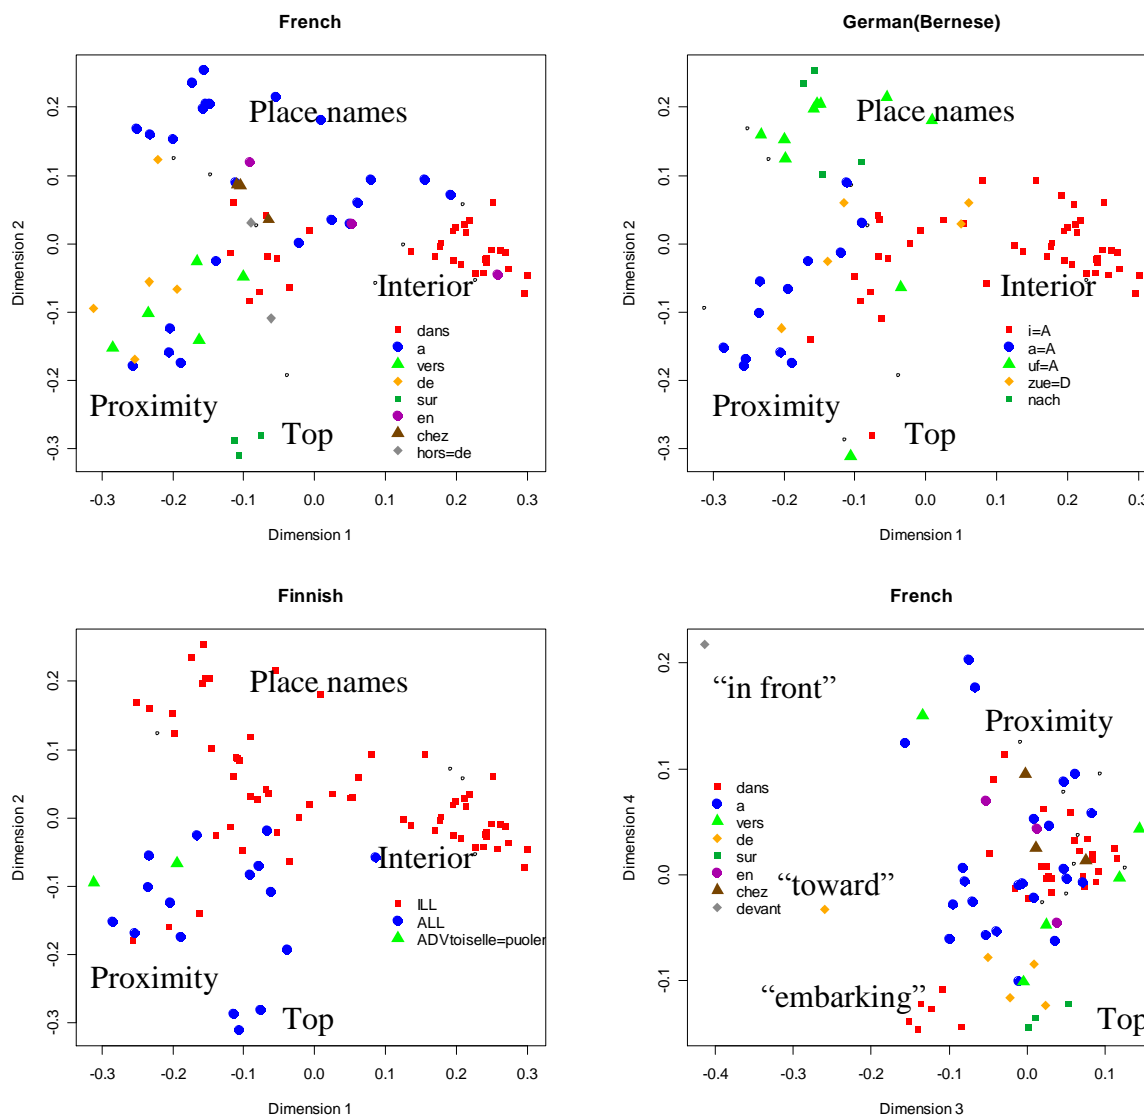 French
Dimension 2
0.2
0.1
0.0
-0.1
-0.2
-0.3
Place names
Interior
Proximity
Top
dans
a
vers
de
sur
en
chez
hors=de
-0.3 -0.2 -0.1 0.0 0.1 0.2 0.3
Dimension 1
German(Bernese)
Dimension 2
0.2
0.1
0.0
-0.1
-0.2
-0.3
Place names
Interior
Proximity
Top
i=A
a=A
uf=A
zue=D
nach
-0.3 -0.2 -0.1 0.0 0.1 0.2 0.3
Dimension 1
Finnish
Dimension 2
0.2
0.1
0.0
-0.1
-0.2
-0.3
Place names
Interior
Proximity
Top
ILL
ALL
ADVtoiselle=puoler
-0.3 -0.2 -0.1 0.0 0.1 0.2 0.3
Dimension 1
French
Dimension 4
0.2
0.1
0.0
-0.1
“in front”
Proximity
“toward”
“embarking”
Top
dans
a
vers
de
sur
en
chez
devant
-0.4 -0.3 -0.2 -0.1 0.0 0.1
Dimension 3